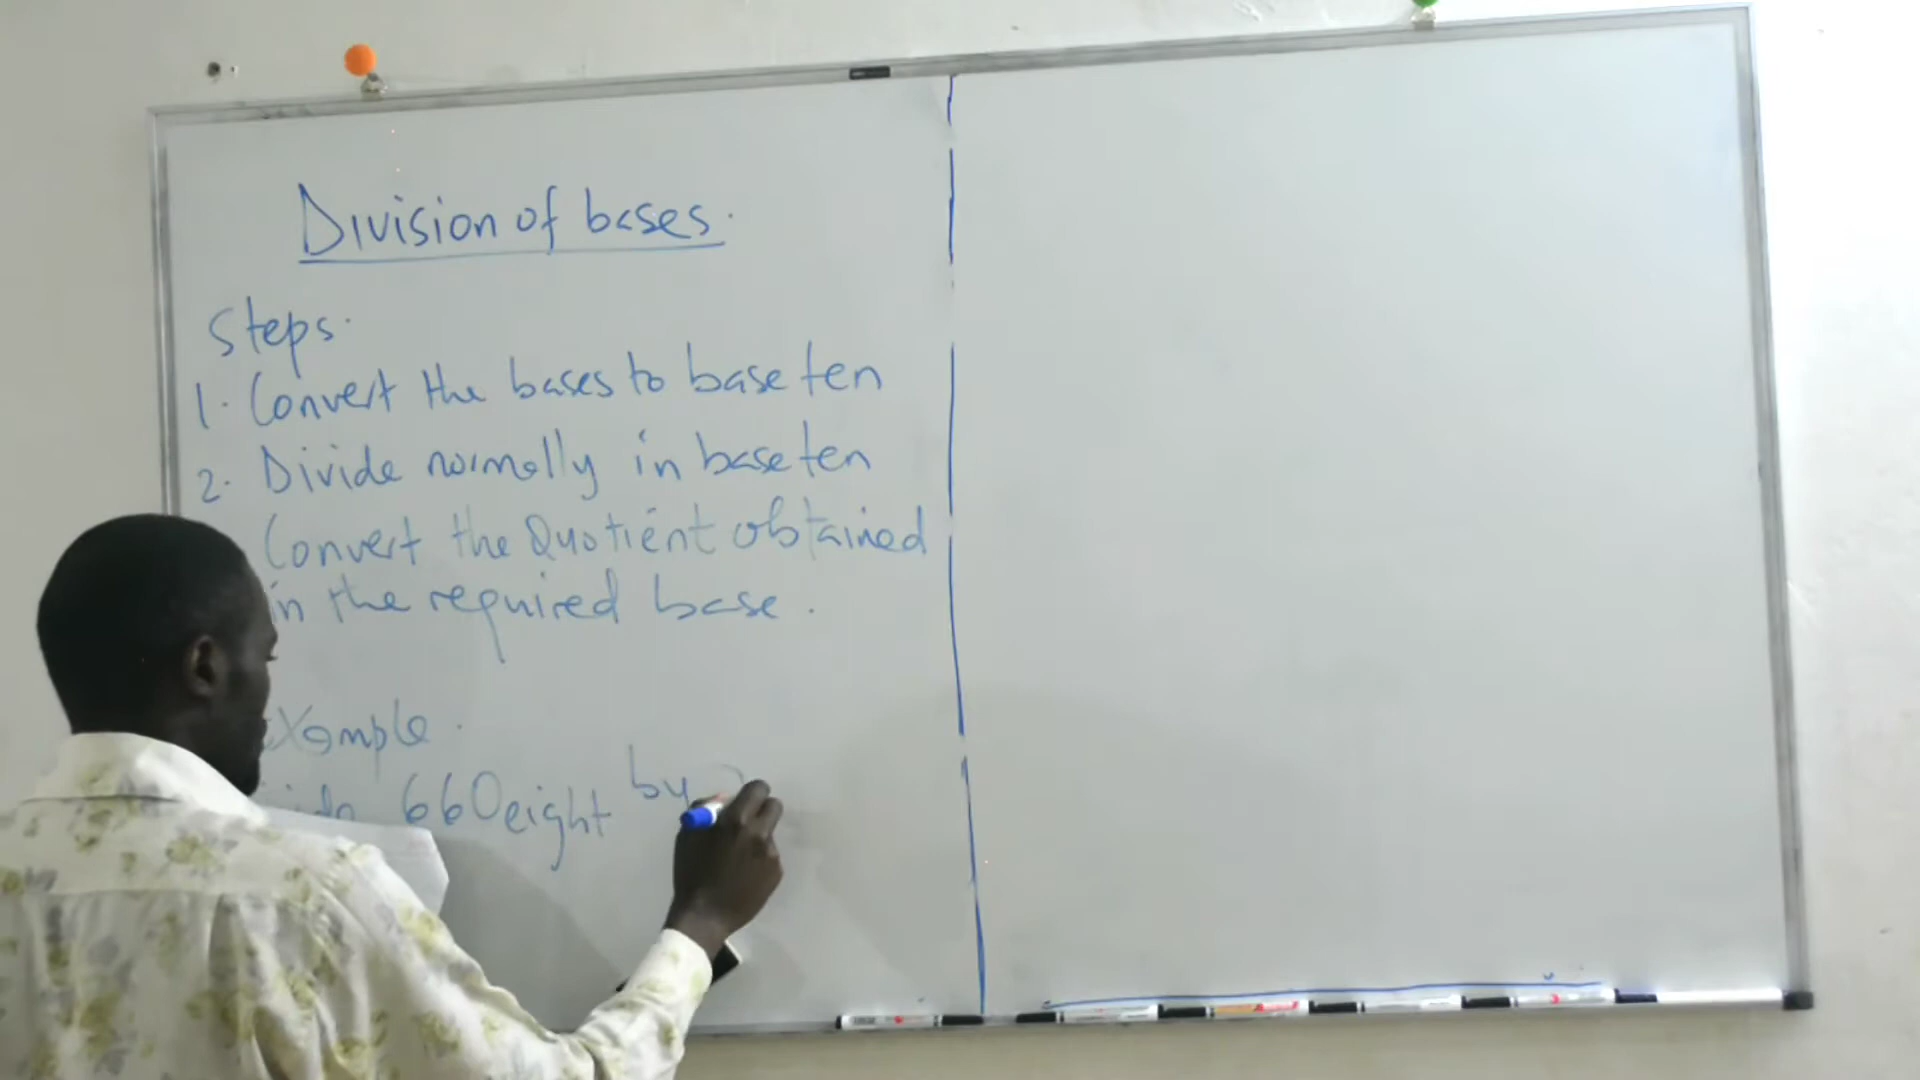 Division of bases.
Steps.
1. Convert the bases to base ten
2. Divide normally in base ten
Convert the Quotient obtained
in the required base.
xample.
660eight by